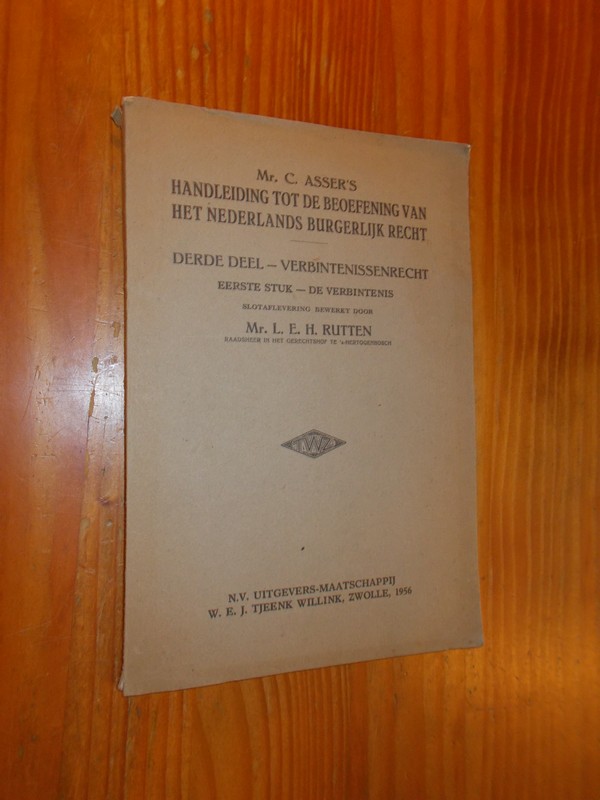 Mr. C. ASSER'S
HANDLEIDING TOT DE BEOEFENING VAN
HET NEDERLANDS BURGERLIJK RECHT
DERDE DEEL — VERBINTENISSENRECHT
EERSTE STUK — DE VERBINTENIS
SLOTAFLEVERING BEWERKT DOOR
Mr. L. E. H. RUTTEN
RAADSHEER IN HET GERECHTSHOF TE 's-HERTOGENBOSCH
TWZ
N.V. UITGEVERS-MAATSCHAPPIJ
W. E. J. TJEENK WILLINK, ZWOLLE, 1956